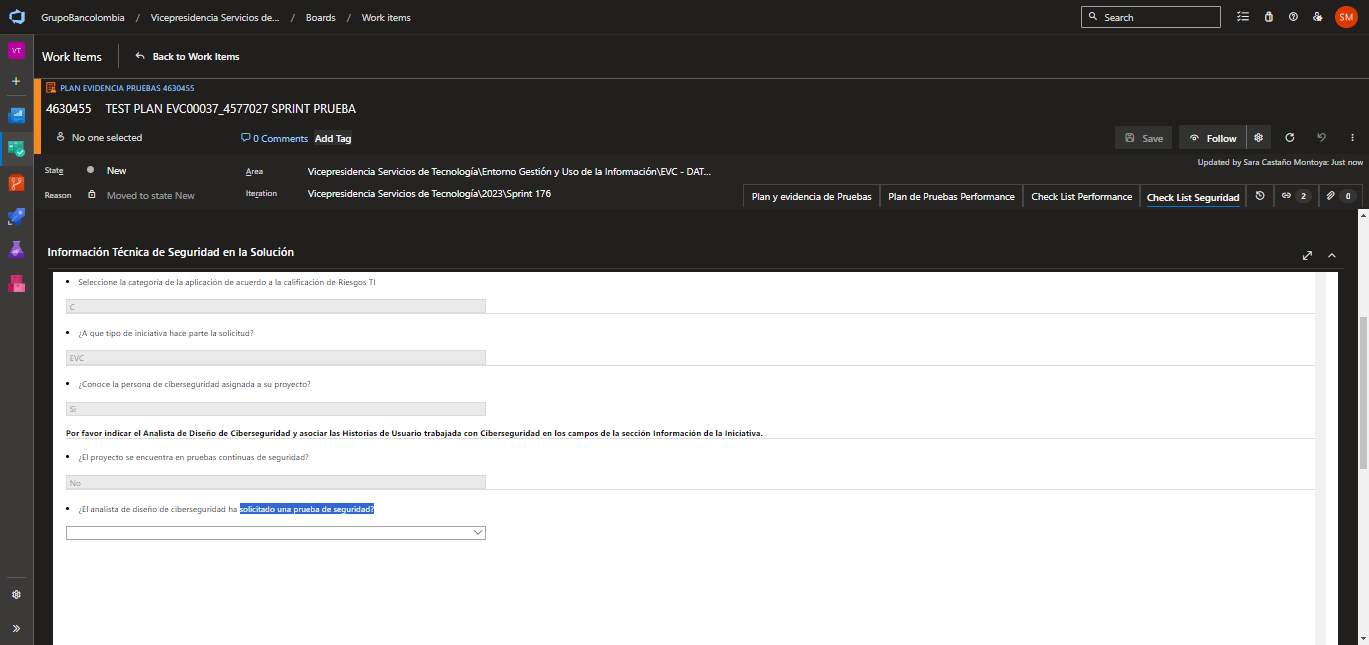 GrupoBancolombia / Vicepresidencia Servicios de... / Boards / Work items
Search
SM
VT
Work Items
Back to Work Items
PLAN EVIDENCIA PRUEBAS 4630455
4630455 TEST PLAN EVC00037_4577027 SPRINT PRUEBA
No one selected
0 Comments
Add Tag
Save
Follow
Updated by Sara Castaño Montoya: Just now
State
New
Area
Vicepresidencia Servicios de Tecnología\Entorno Gestión y Uso de la Información\EVC - DAT...
Reason
Moved to state New
Iteration
Vicepresidencia Servicios de Tecnología\2023\Sprint 176
Plan y evidencia de Pruebas
Plan de Pruebas Performance
Check List Performance
Check List Seguridad
2
0
Información Técnica de Seguridad en la Solución
• Seleccione la categoria de la aplicación de acuerdo a la calificación de Riesgos TI
C
• ¿A que tipo de iniciativa hace parte la solicitud?
EVC
• ¿Conoce la persona de ciberseguridad asignada a su proyecto?
Si
Por favor indicar el Analista de Diseño de Ciberseguridad y asociar las Historias de Usuario trabajada con Ciberseguridad en los campos de la sección Información de la Iniciativa.
• ¿El proyecto se encuentra en pruebas continuas de seguridad?
No
• ¿El analista de diseño de ciberseguridad ha solicitado una prueba de seguridad?